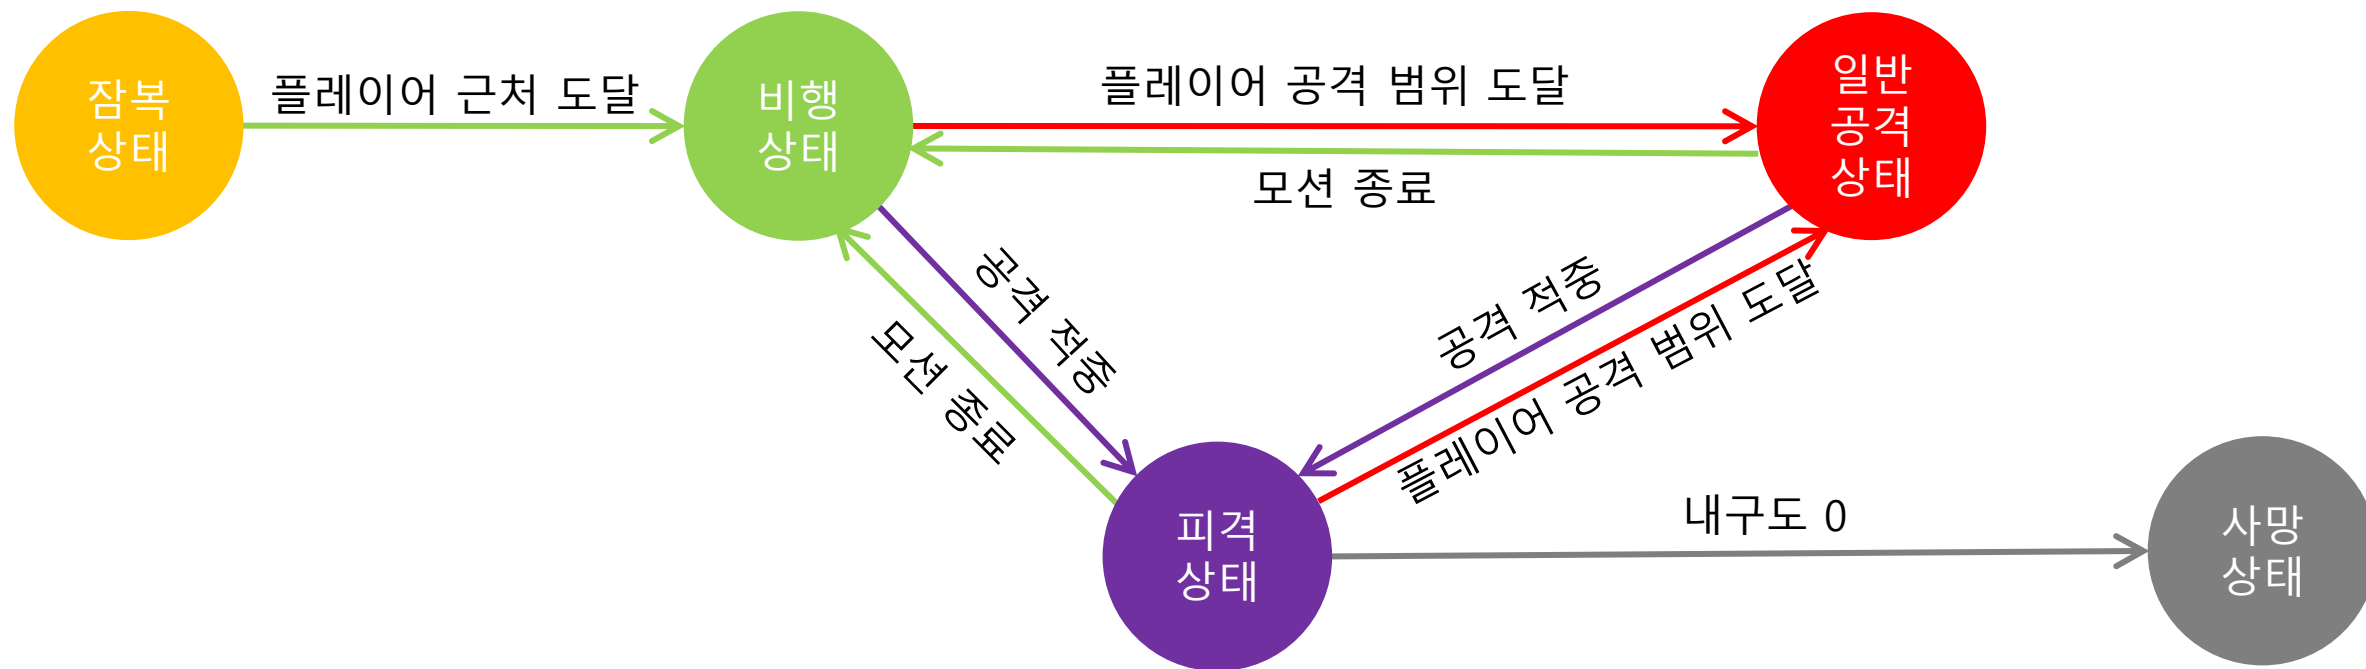 잠복
상태
플레이어 근처 도달
비행
상태
플레이어 공격 범위 도달
모션 종료
일반
공격
상태
공격 적중
모션 종료
공격 적중
플레이어 공격 범위 도달
피격
상태
내구도 0
사망
상태